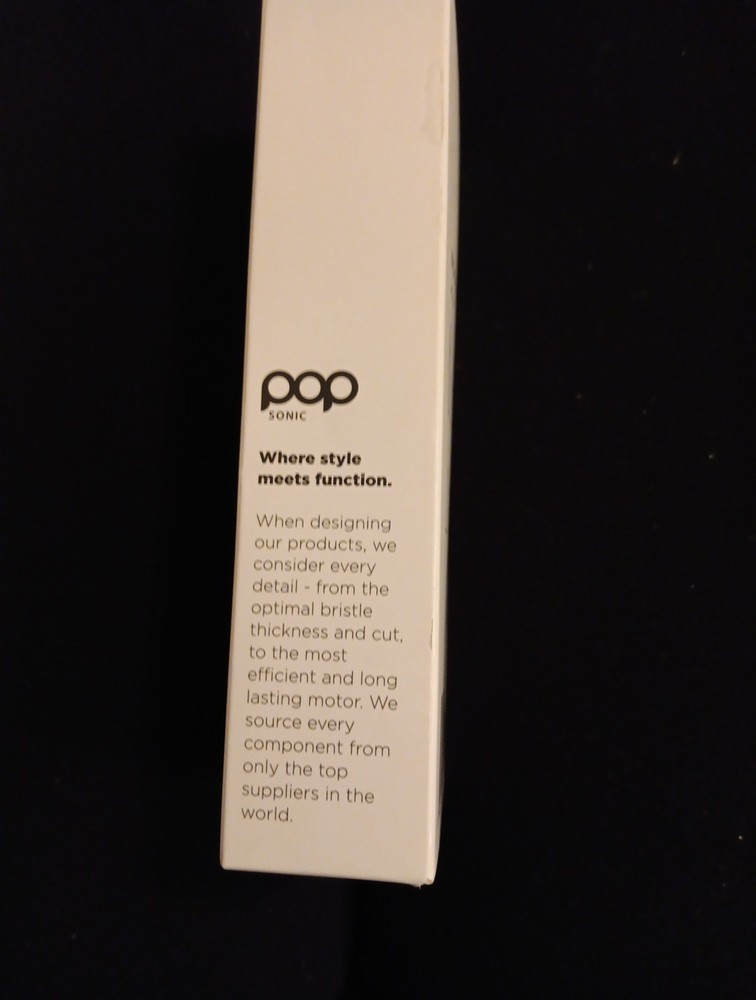 pop
SONIC
Where style
meets function.
When designing
our products, we
consider every
detail - from the
optimal bristle
thickness and cut,
to the most
efficient and long
lasting motor. We
source every
component from
only the top
suppliers in the
world.